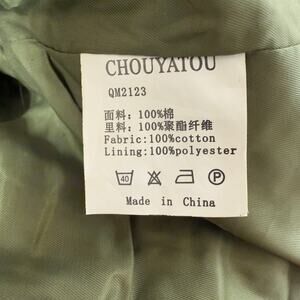 CHOUYATOU
QM2123
面料：100%棉
里料：100%聚酯纤维
Fabric:100%cotton
Lining:100%polyester
40 P
Made in China